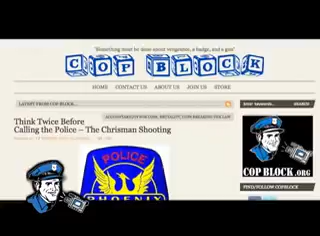 "Something must be done about vengeance, a badge, and a gun"
COP BLOCK
HOME CONTACT US ABOUT US JOIN US STORE
LATEST FROM COP BLOCK...
Think Twice Before
Calling the Police – The Chrisman Shooting
POLICE
PHOENIX
COP BLOCK.ORG
FIND/FOLLOW COPBLOCK